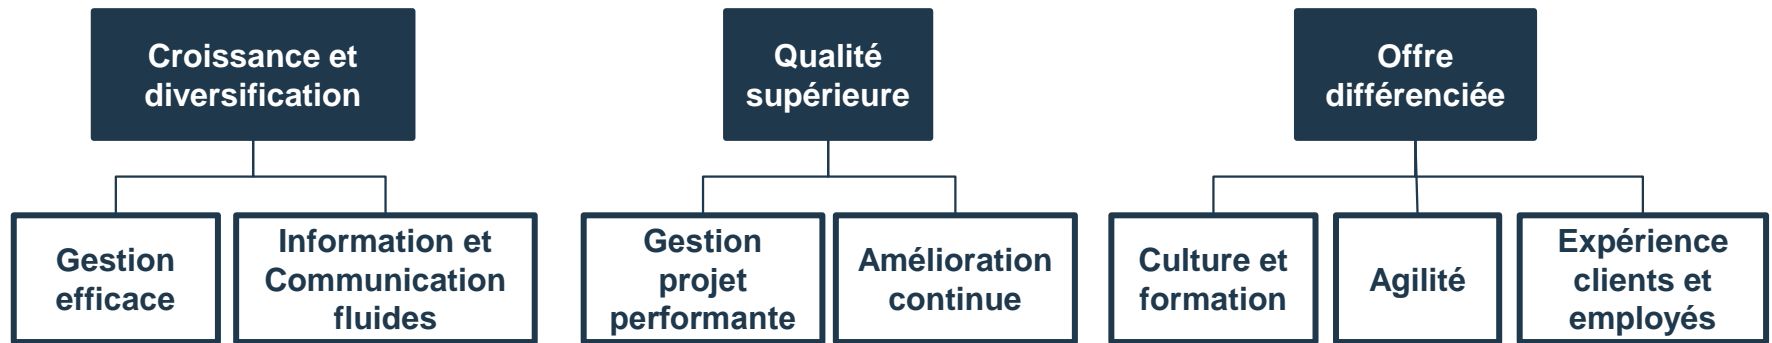 Croissance et
diversification
Qualité
supérieure
Offre
différenciée
Gestion
efficace
Information et
Communication
fluides
Gestion
projet
performante
Amélioration
continue
Culture et
formation
Agilité
Expérience
clients et
employés